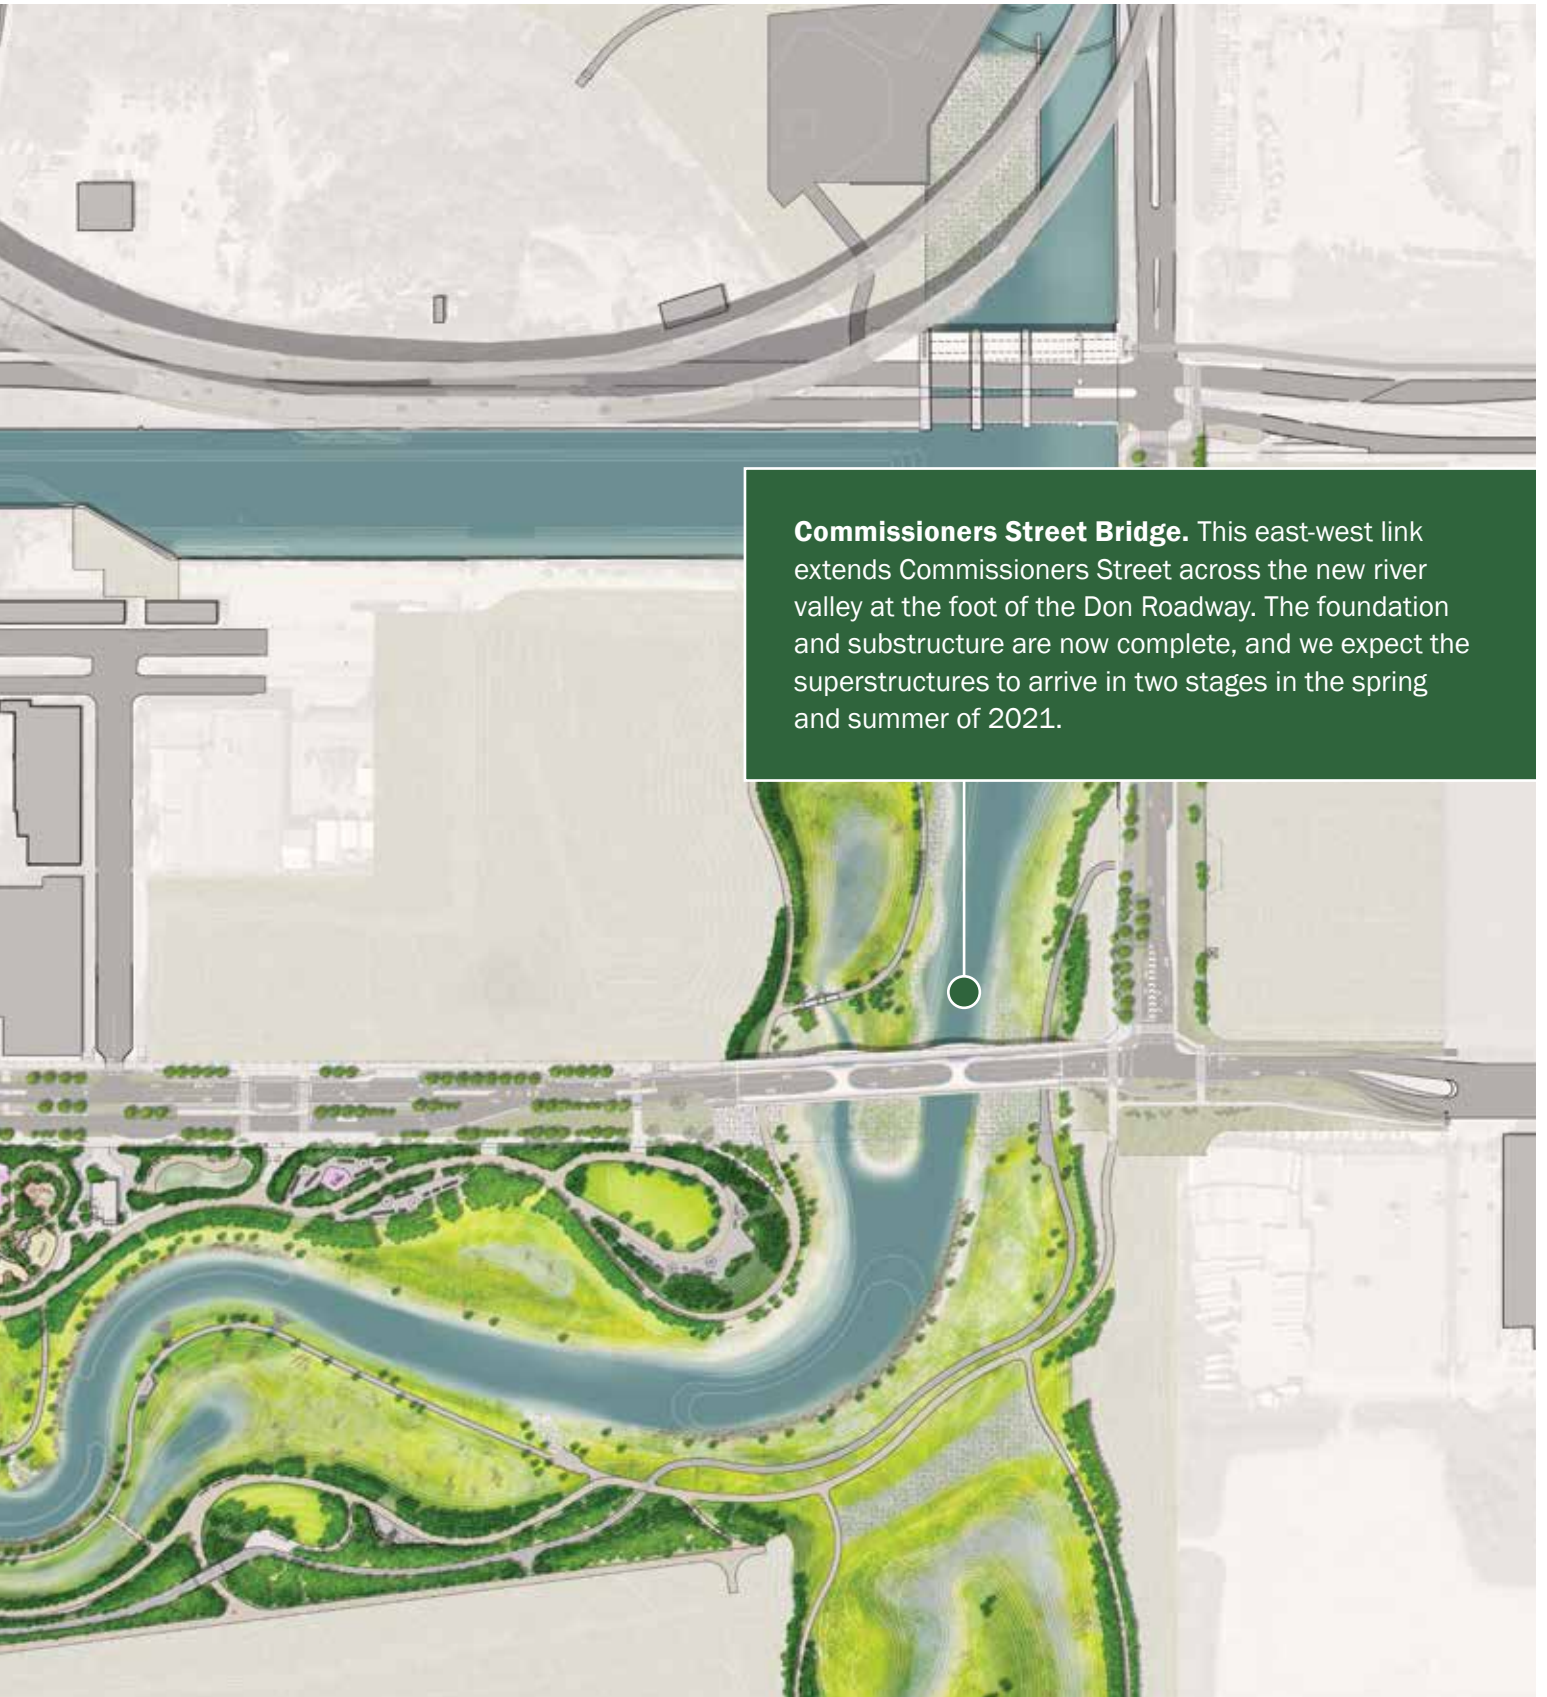 Commissioners Street Bridge. This east-west link
extends Commissioners Street across the new river
valley at the foot of the Don Roadway. The foundation
and substructure are now complete, and we expect the
superstructures to arrive in two stages in the spring
and summer of 2021.